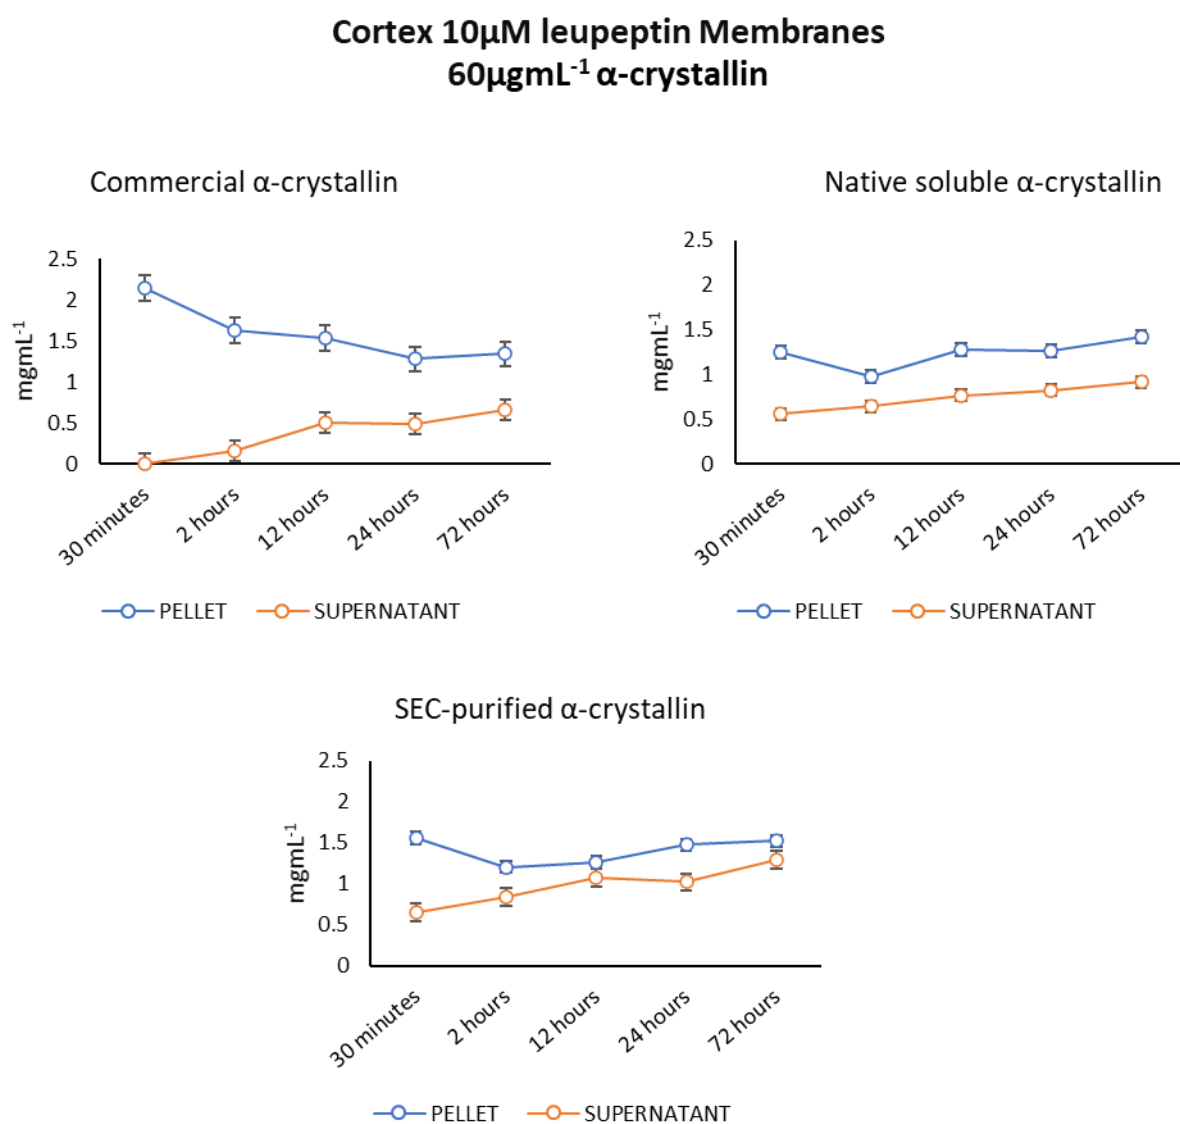 Cortex 10µM leupeptin Membranes
60µgmL⁻¹ α-crystallin
Commercial α-crystallin
2.5
2
1.5
1
0.5
0
mgmL⁻¹
30 minutes
2 hours
12 hours
24 hours
72 hours
PELLET
SUPERNATANT
Native soluble α-crystallin
2.5
2
1.5
1
0.5
0
mgmL⁻¹
30 minutes
2 hours
12 hours
24 hours
72 hours
PELLET
SUPERNATANT
SEC-purified α-crystallin
2.5
2
1.5
1
0.5
0
mgmL⁻¹
30 minutes
2 hours
12 hours
24 hours
72 hours
PELLET
SUPERNATANT